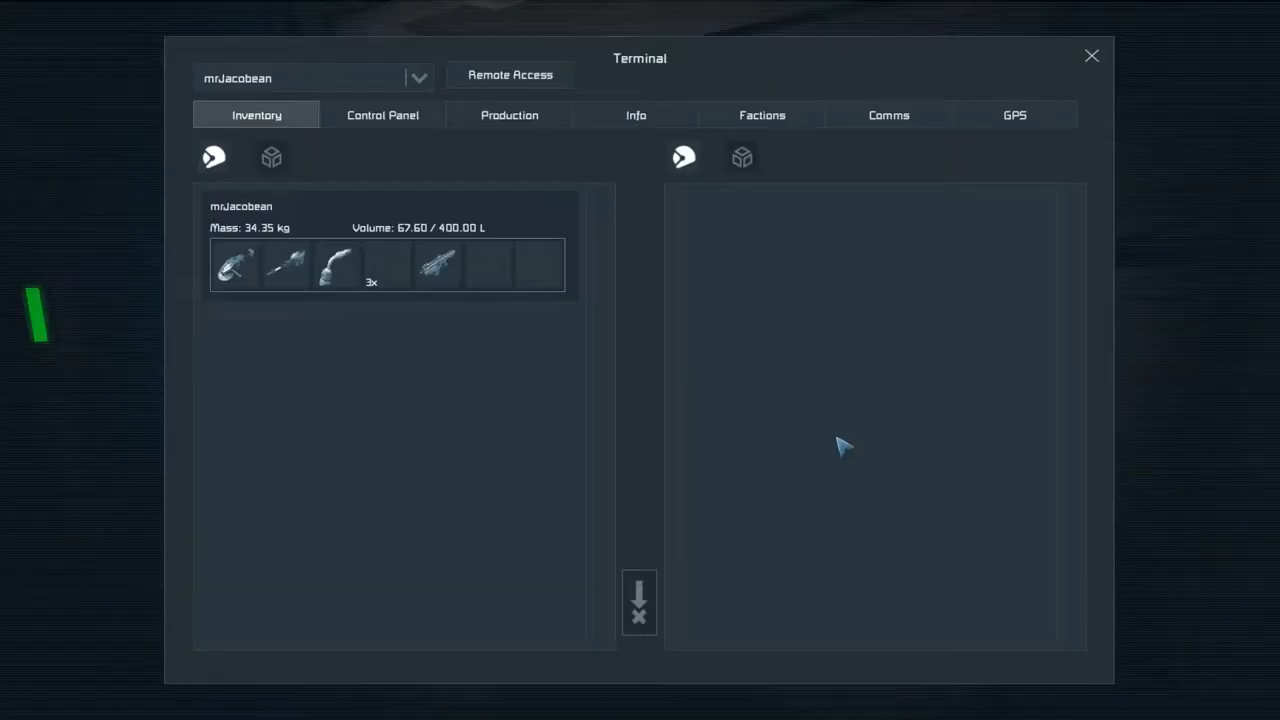 Terminal
mrJacobean
Remote Access
Inventory
Control Panel
Production
Info
Factions
Comms
GPS
mrJacobean
Mass: 34.35 kg
Volume: 67.60 / 400.00 L
3x